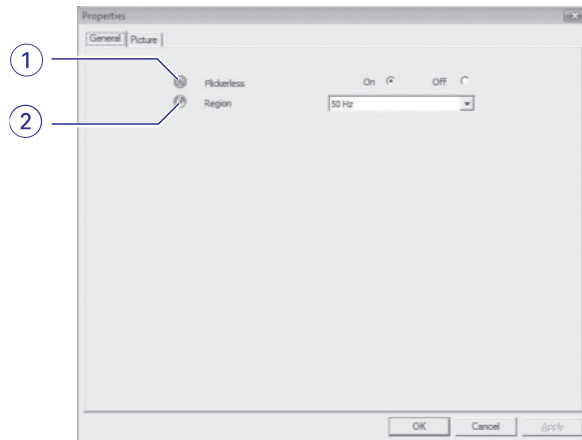 Properties
General Picture
1
Flickerless On Off
2
Region 50 Hz
OK Cancel Apply